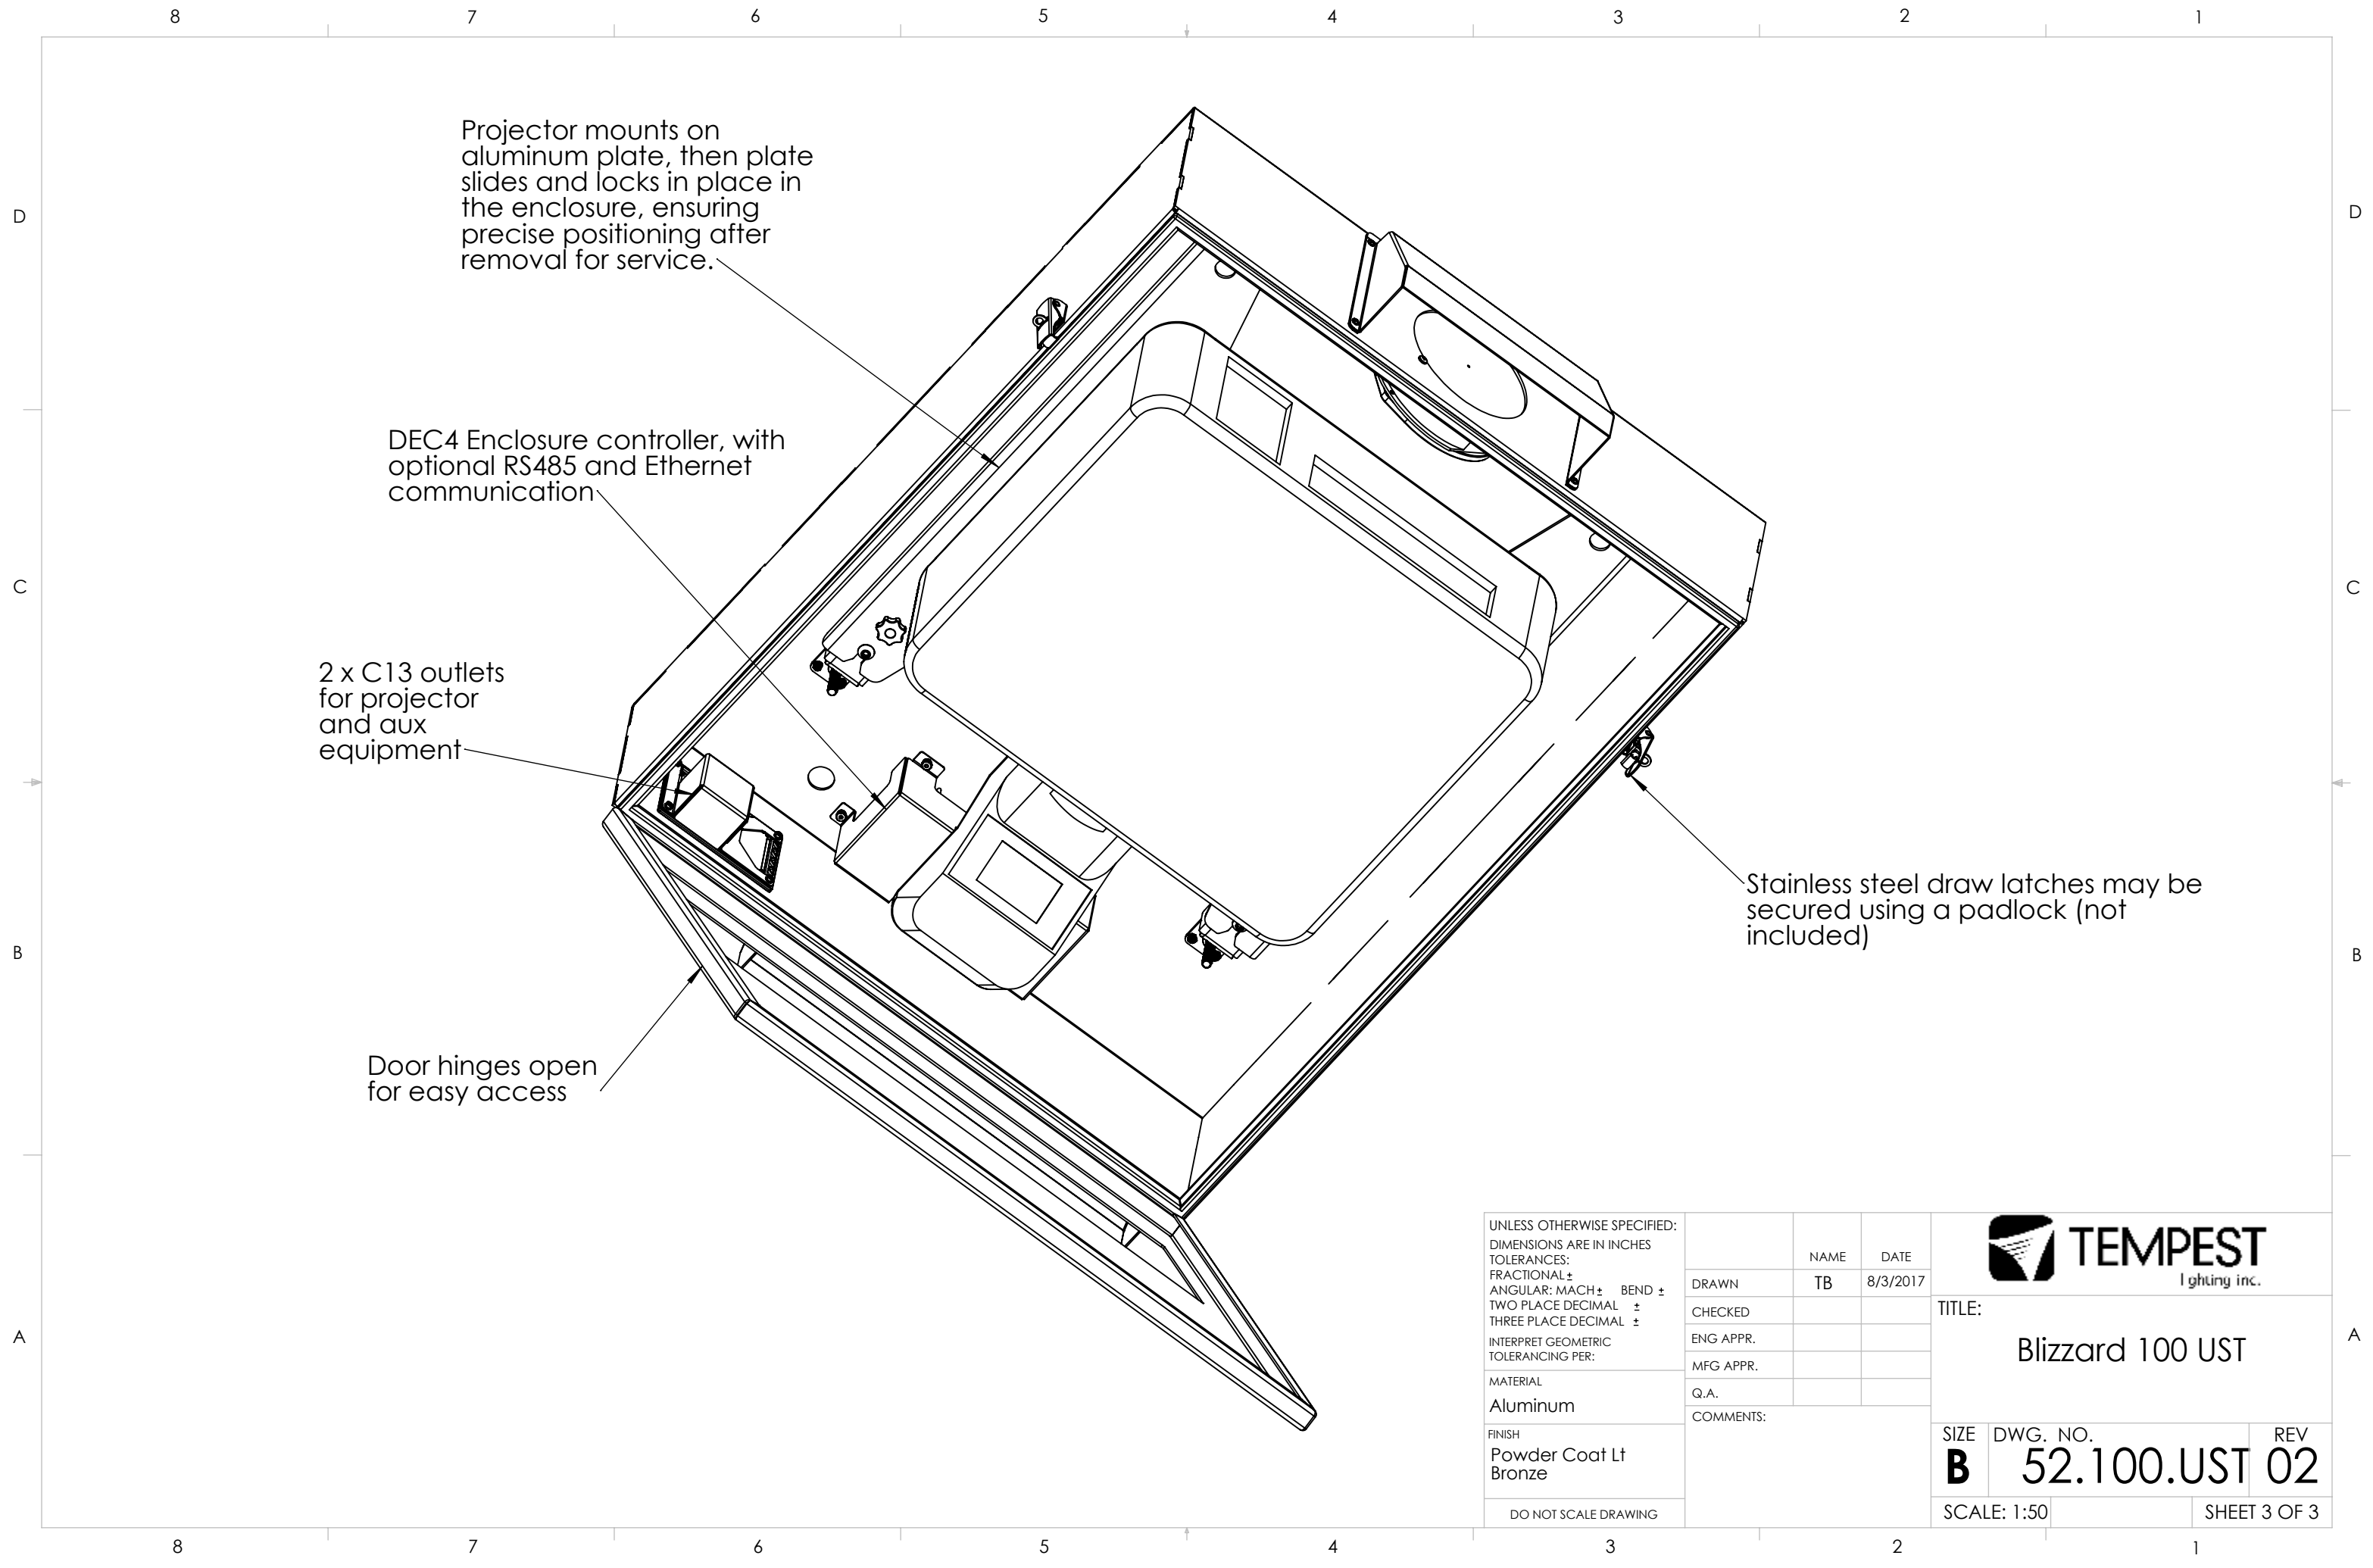 8 7 6 5 4 3 2 1
Projector mounts on
aluminum plate, then plate
slides and locks in place in
the enclosure, ensuring
precise positioning after
removal for service.
D D
DEC4 Enclosure controller, with
optional RS485 and Ethernet
communication
C C
2 x C13 outlets
for projector
and aux
equipment
Stainless steel draw latches may be
secured using a padlock (not
included)
B B
Door hinges open
for easy access
A A
UNLESS OTHERWISE SPECIFIED:
DIMENSIONS ARE IN INCHES
TOLERANCES:
FRACTIONAL ±
ANGULAR: MACH ± BEND ±
TWO PLACE DECIMAL ±
THREE PLACE DECIMAL ±
INTERPRET GEOMETRIC
TOLERANCING PER:
MATERIAL
Aluminum
FINISH
Powder Coat Lt
Bronze
DO NOT SCALE DRAWING
NAME DATE
DRAWN TB 8/3/2017
CHECKED
ENG APPR.
MFG APPR.
Q.A.
COMMENTS:
TEMPEST
lighting inc.
TITLE:
Blizzard 100 UST
SIZE DWG. NO. REV
B 52.100.UST 02
SCALE: 1:50 SHEET 3 OF 3
8 7 6 5 4 3 2 1